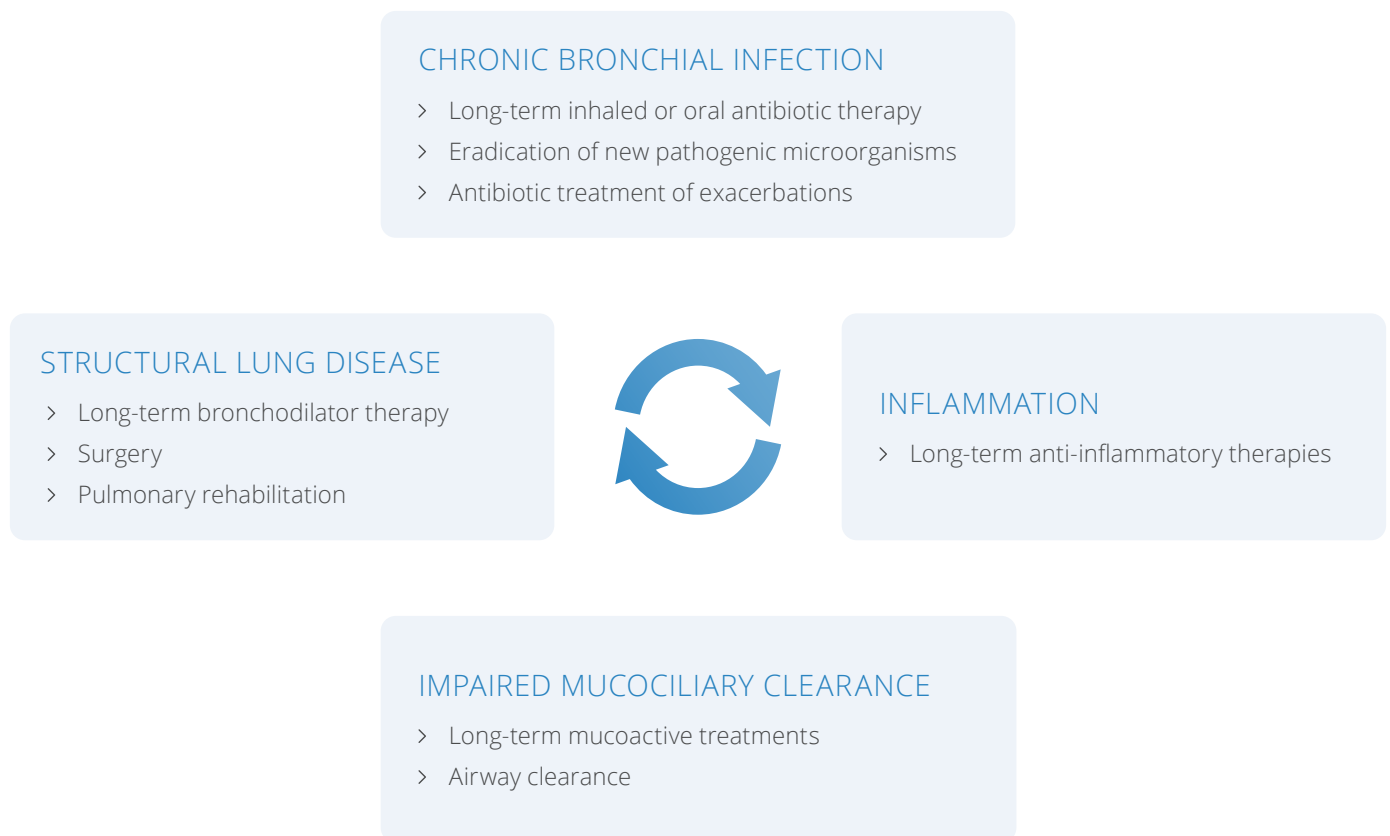 CHRONIC BRONCHIAL INFECTION
> Long-term inhaled or oral antibiotic therapy
> Eradication of new pathogenic microorganisms
> Antibiotic treatment of exacerbations
STRUCTURAL LUNG DISEASE
> Long-term bronchodilator therapy
> Surgery
> Pulmonary rehabilitation
INFLAMMATION
> Long-term anti-inflammatory therapies
IMPAIRED MUCOCILIARY CLEARANCE
> Long-term mucoactive treatments
> Airway clearance